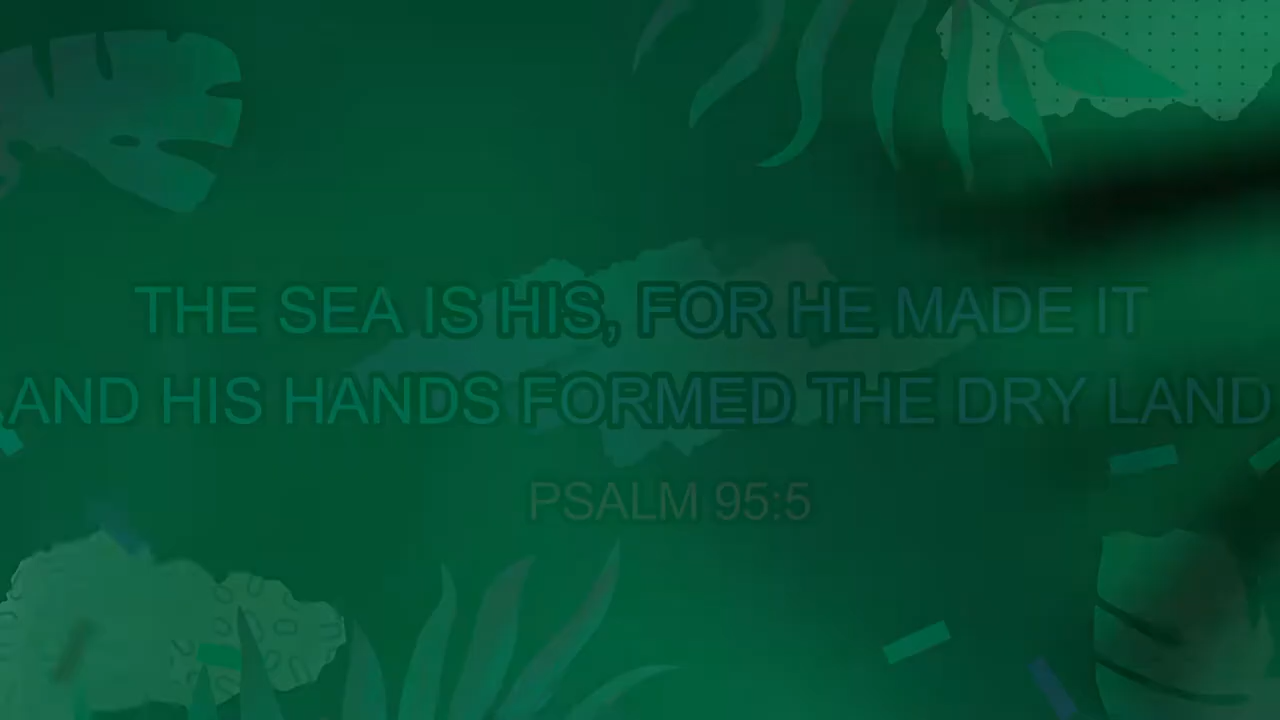 THE SEA IS HIS, FOR HE MADE IT
AND HIS HANDS FORMED THE DRY LAND
PSALM 95:5